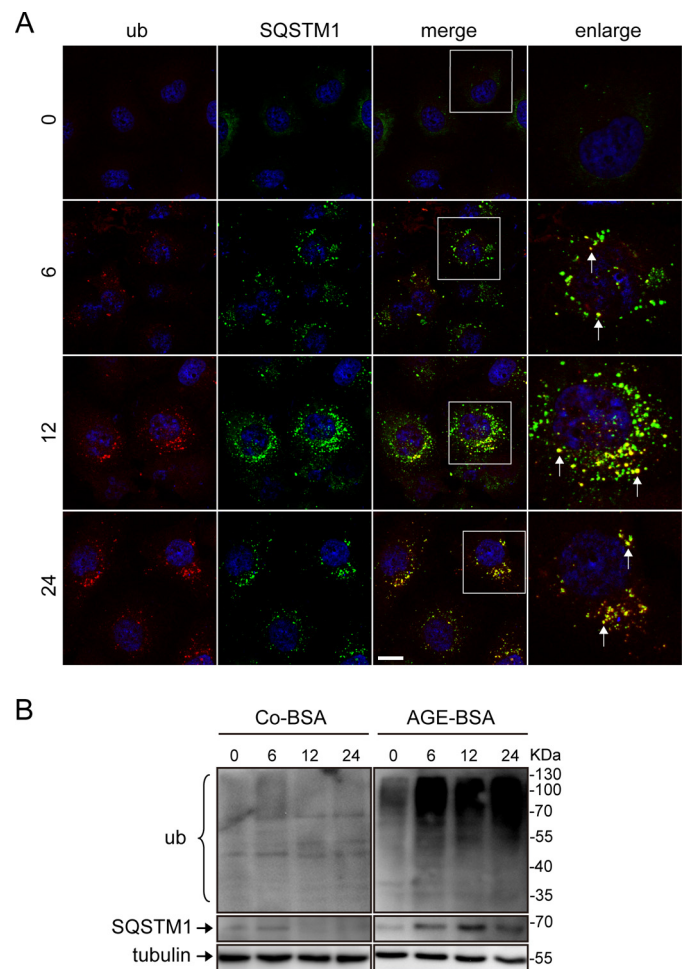 A
ub SQSTM1 merge enlarge
0
6
12
24
B
Co-BSA AGE-BSA
0 6 12 24 0 6 12 24 KDa
-130
-100
-70
-55
-40
-35
ub
SQSTM1 -70
tubulin -55